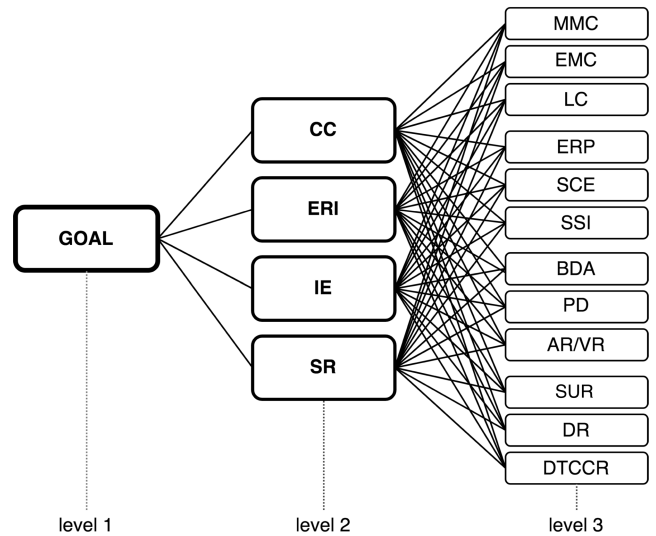 GOAL
CC
ERI
IE
SR
MMC
EMC
LC
ERP
SCE
SSI
BDA
PD
AR/VR
SUR
DR
DTCCR
level 1
level 2
level 3